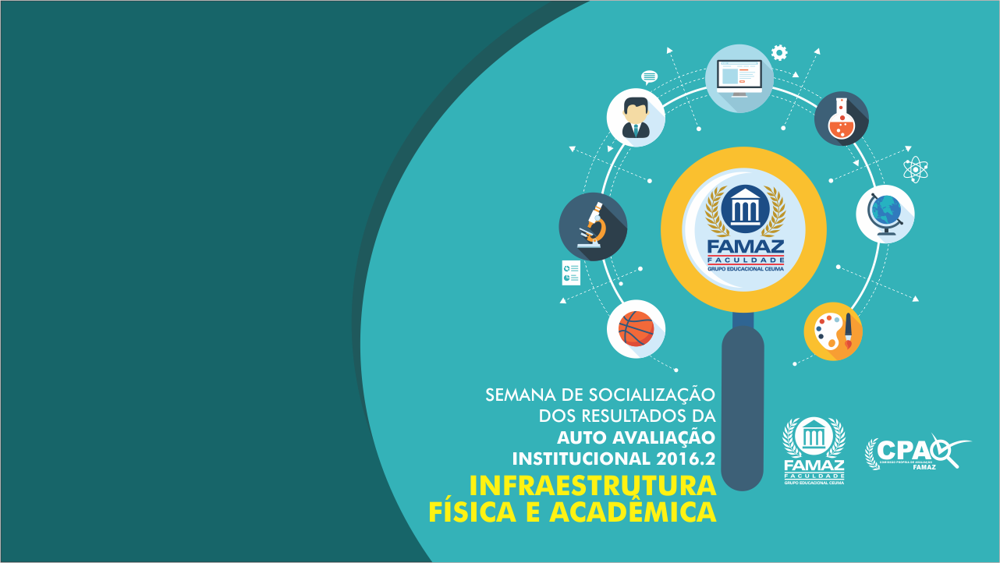 FAMAZ
FACULDADE
GRUPO EDUCACIONAL CEUMA
SEMANA DE SOCIALIZAÇÃO
DOS RESULTADOS DA
AUTO AVALIAÇÃO
INSTITUCIONAL 2016.2
INFRAESTRUTURA
FÍSICA E ACADÊMICA
FAMAZ
FACULDADE
GRUPO EDUCACIONAL CEUMA
CPA
COMISSÃO PRÓPRIA DE AVALIAÇÃO
FAMAZ